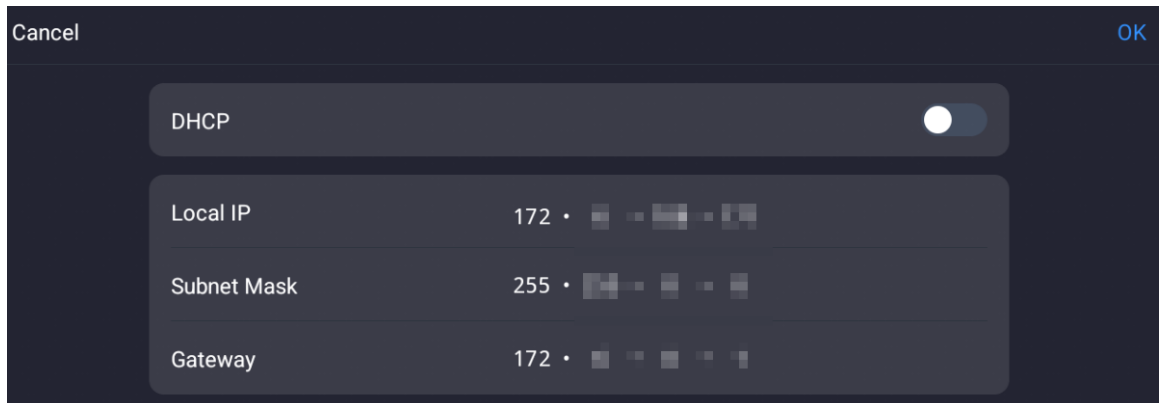 Cancel OK
DHCP
Local IP 172 •
Subnet Mask 255 •
Gateway 172 •